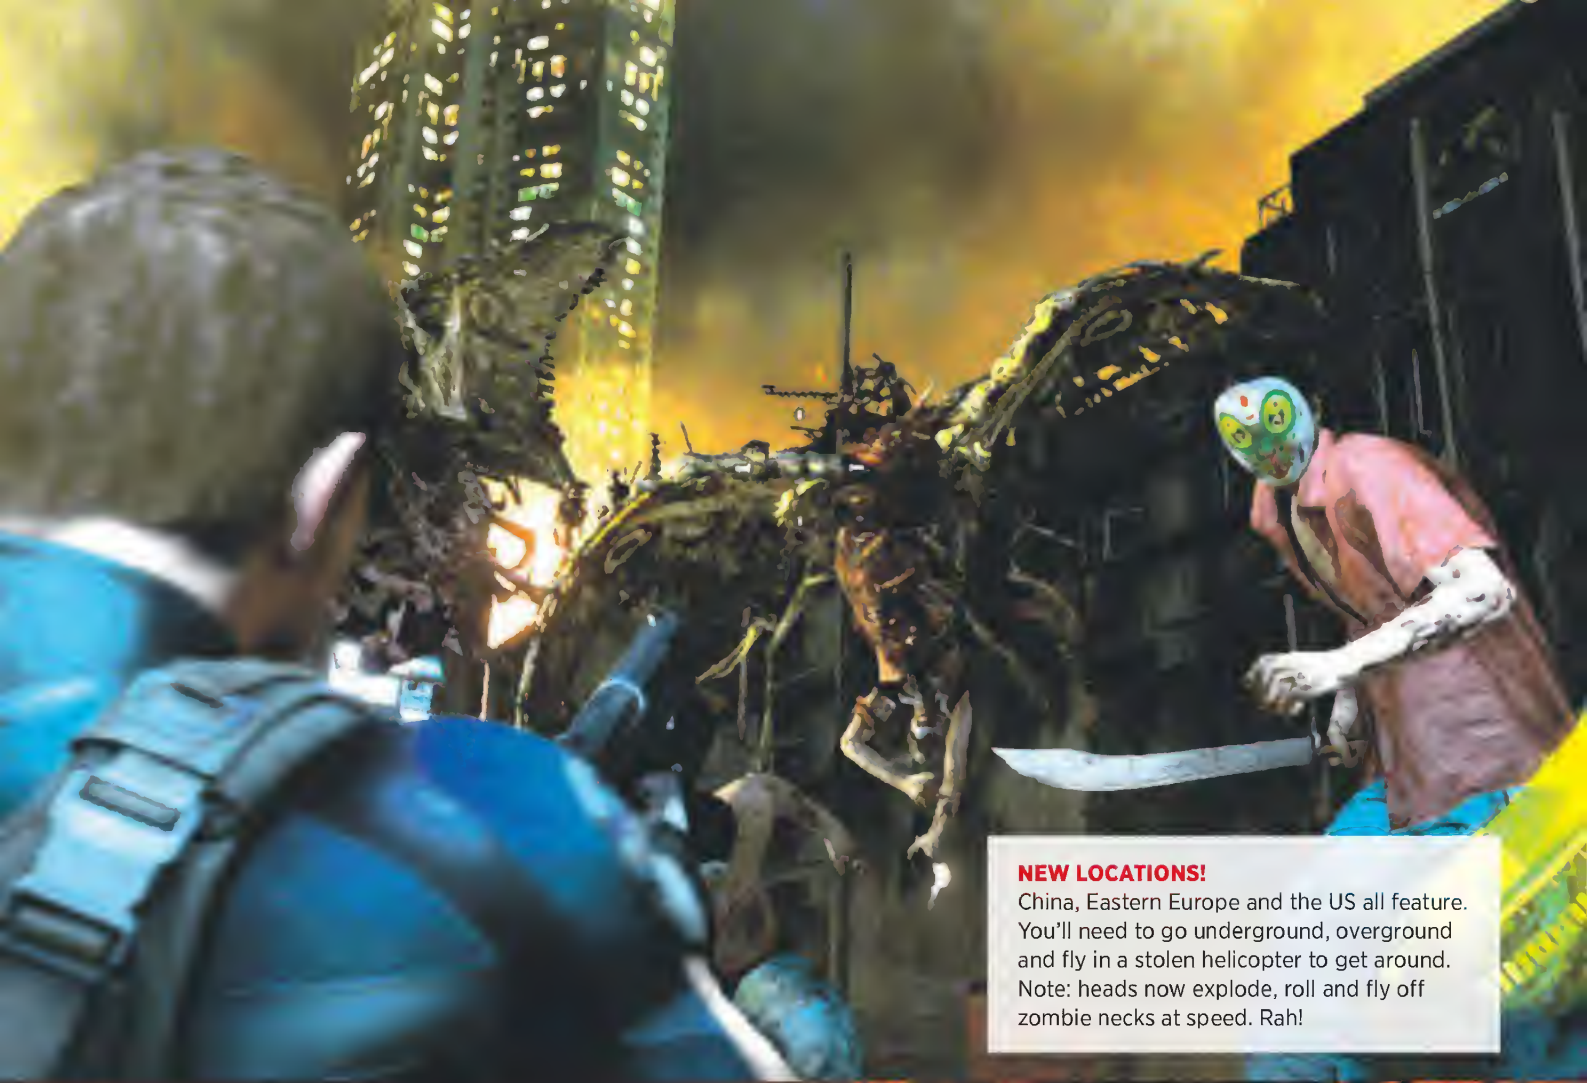 NEW LOCATIONS!
China, Eastern Europe and the US all feature.
You'll need to go underground, overground
and fly in a stolen helicopter to get around.
Note: heads now explode, roll and fly off
zombie necks at speed. Rah!